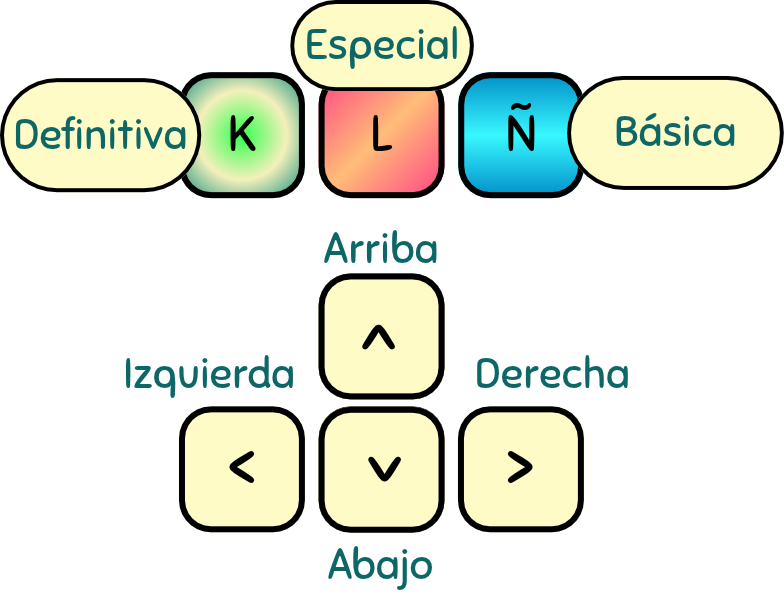 Especial
Definitiva K L Ñ Básica
Arriba
^
Izquierda Derecha
< v >
Abajo